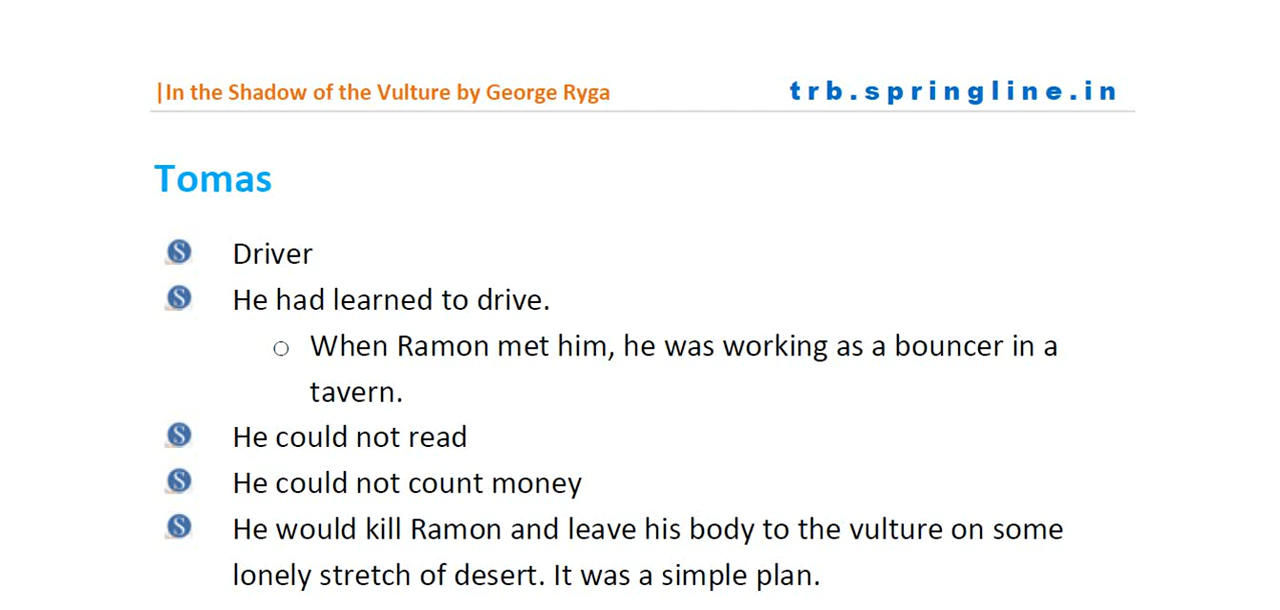 |In the Shadow of the Vulture by George Ryga
trb.springline.in
Tomas
Driver
He had learned to drive.
When Ramon met him, he was working as a bouncer in a
tavern.
He could not read
He could not count money
He would kill Ramon and leave his body to the vulture on some
lonely stretch of desert. It was a simple plan.